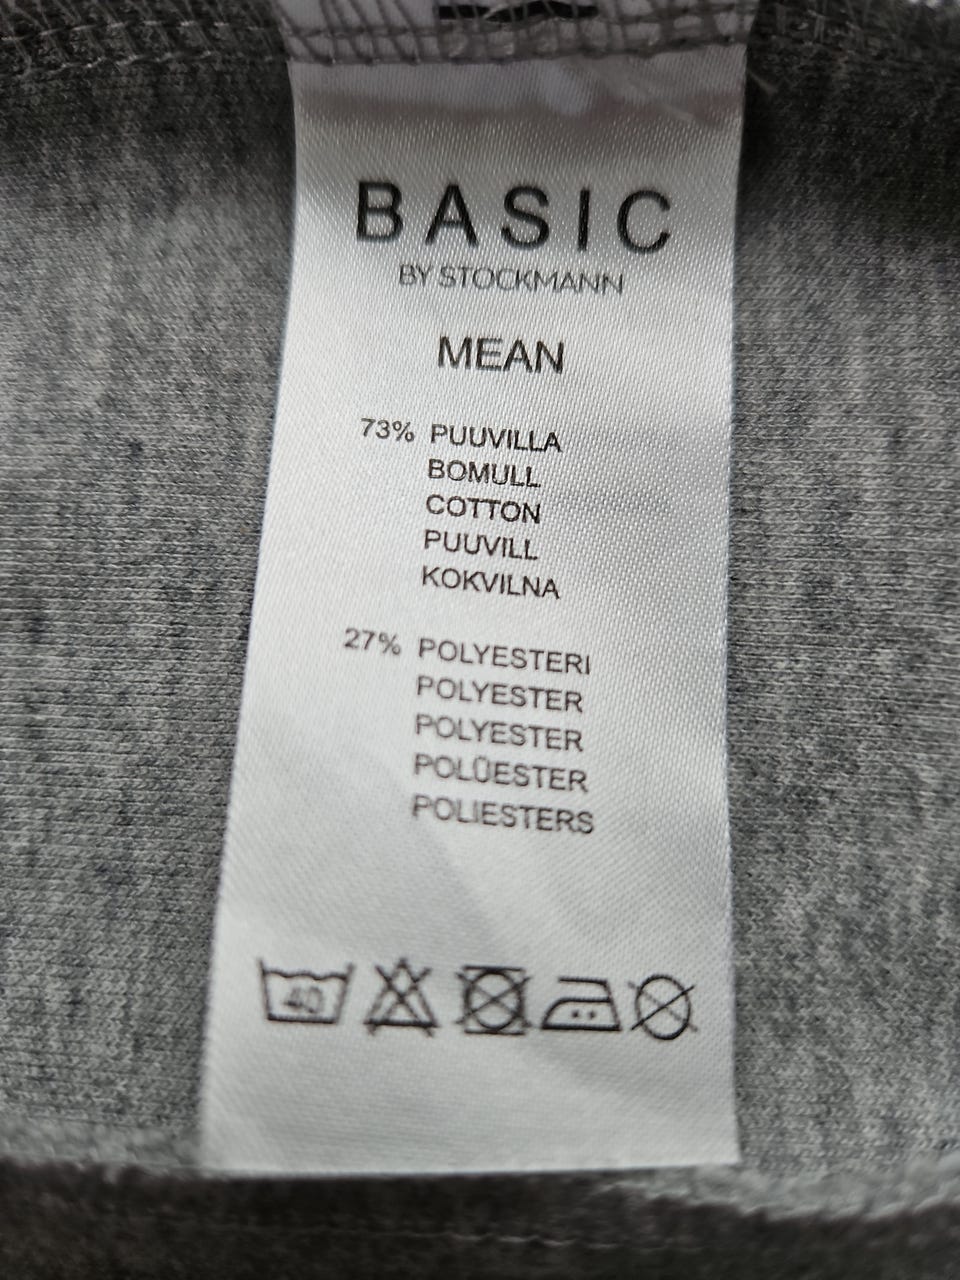 BASIC
BY STOCKMANN
MEAN
73% PUUVILLA
BOMULL
COTTON
PUUVILL
KOKVILNA
27% POLYESTERI
POLYESTER
POLYESTER
POLÜESTER
POLIESTERS
40